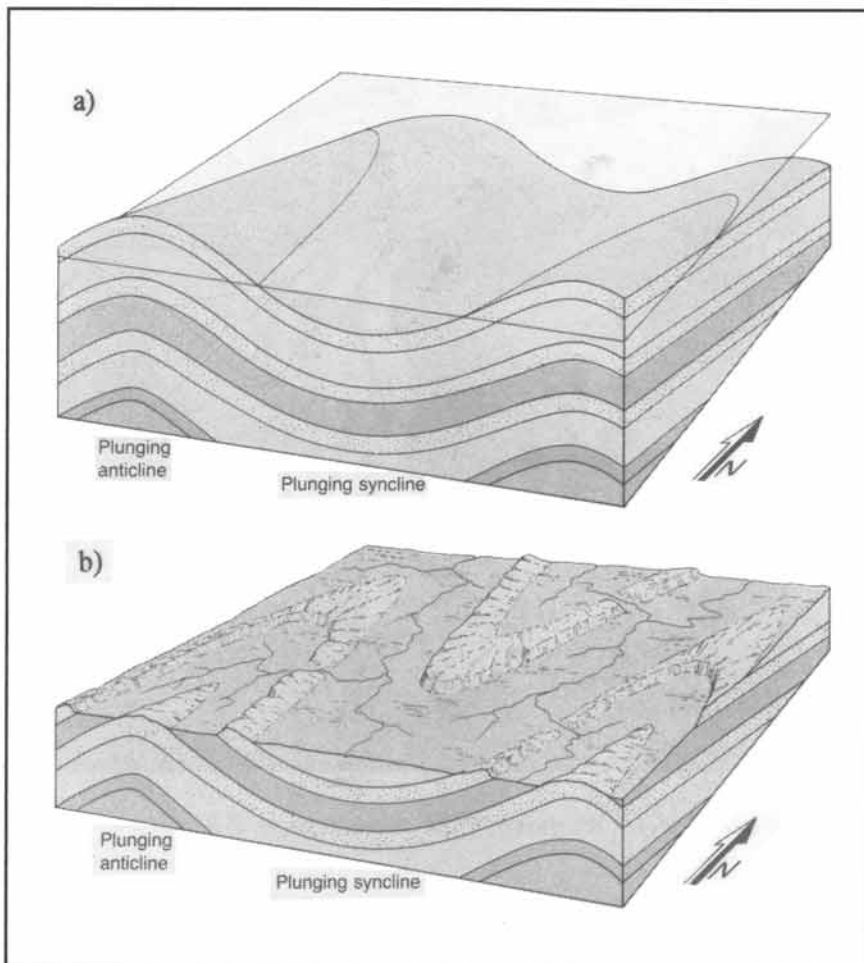 a)
Plunging
anticline
Plunging syncline
N
b)
Plunging
anticline
Plunging syncline
N